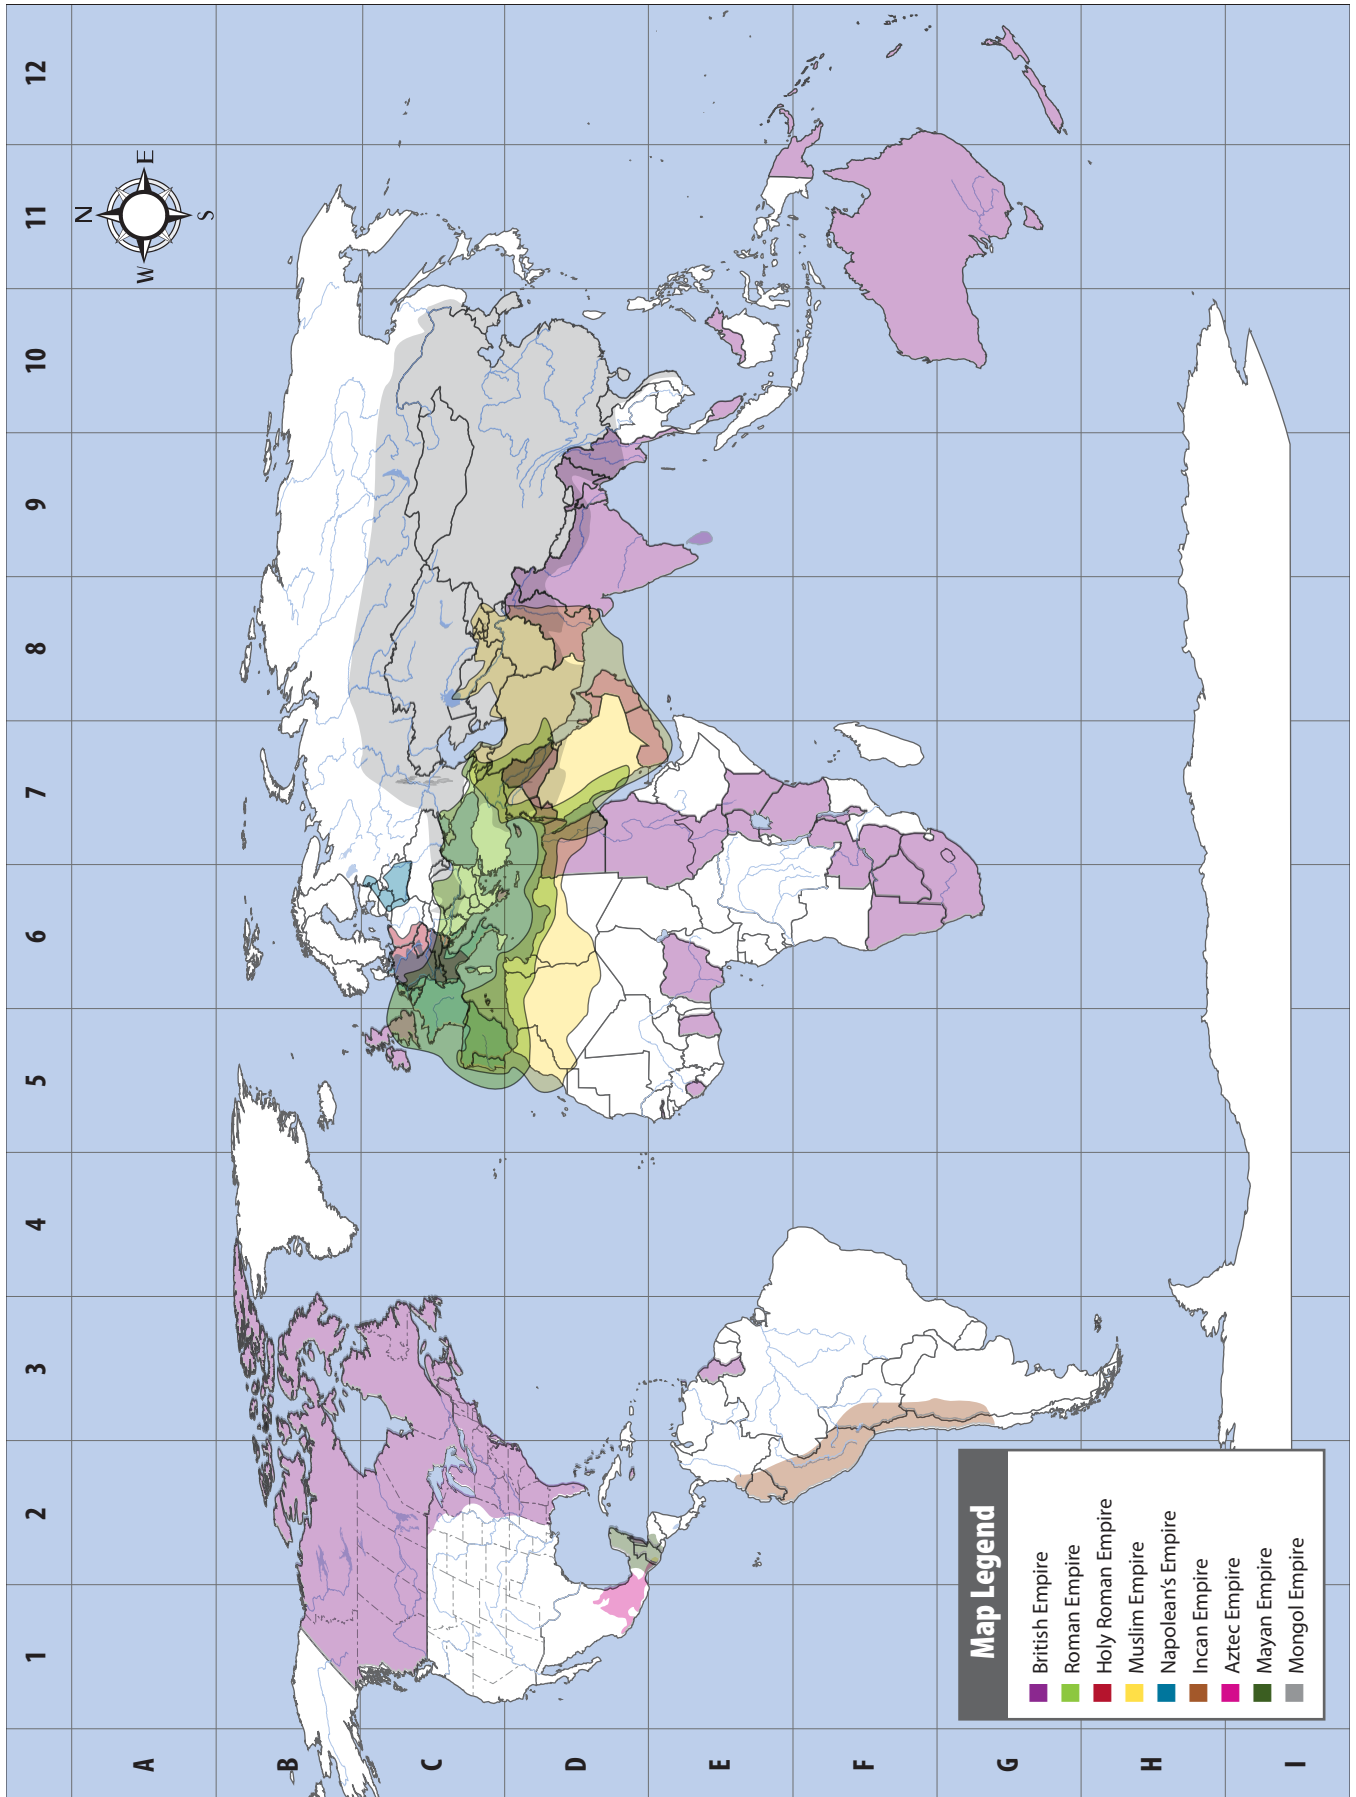 1 2 3 4 5 6 7 8 9 10 11 12
N
W E
S
A
B
C
D
E
F
G
H
I
Map Legend
British Empire
Roman Empire
Holy Roman Empire
Muslim Empire
Napolean's Empire
Incan Empire
Aztec Empire
Mayan Empire
Mongol Empire